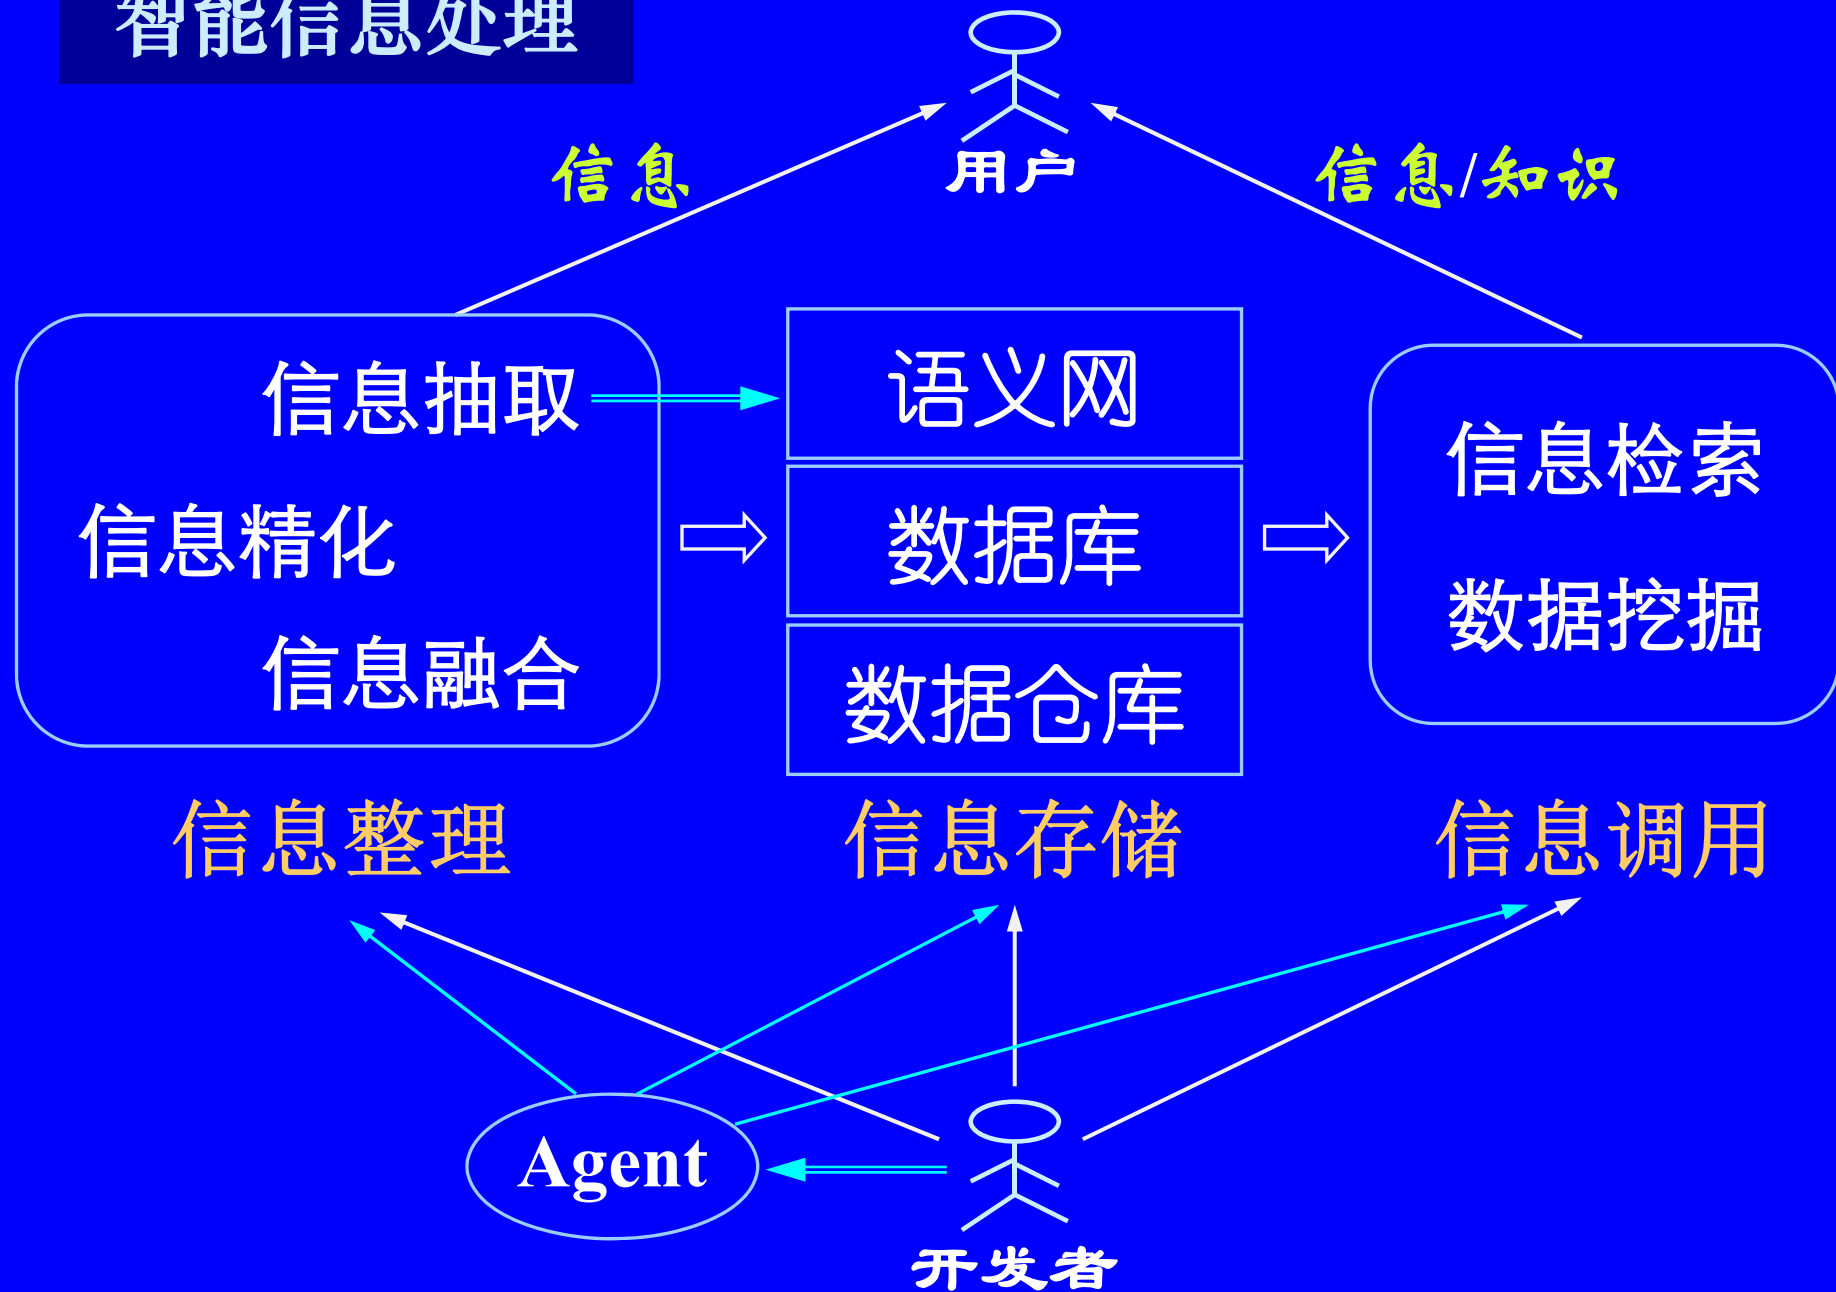 智能信息处理
用户
信息
信息/知识
信息抽取
信息精化
信息融合
语义网
数据库
数据仓库
信息检索
数据挖掘
信息整理
信息存储
信息调用
Agent
开发者